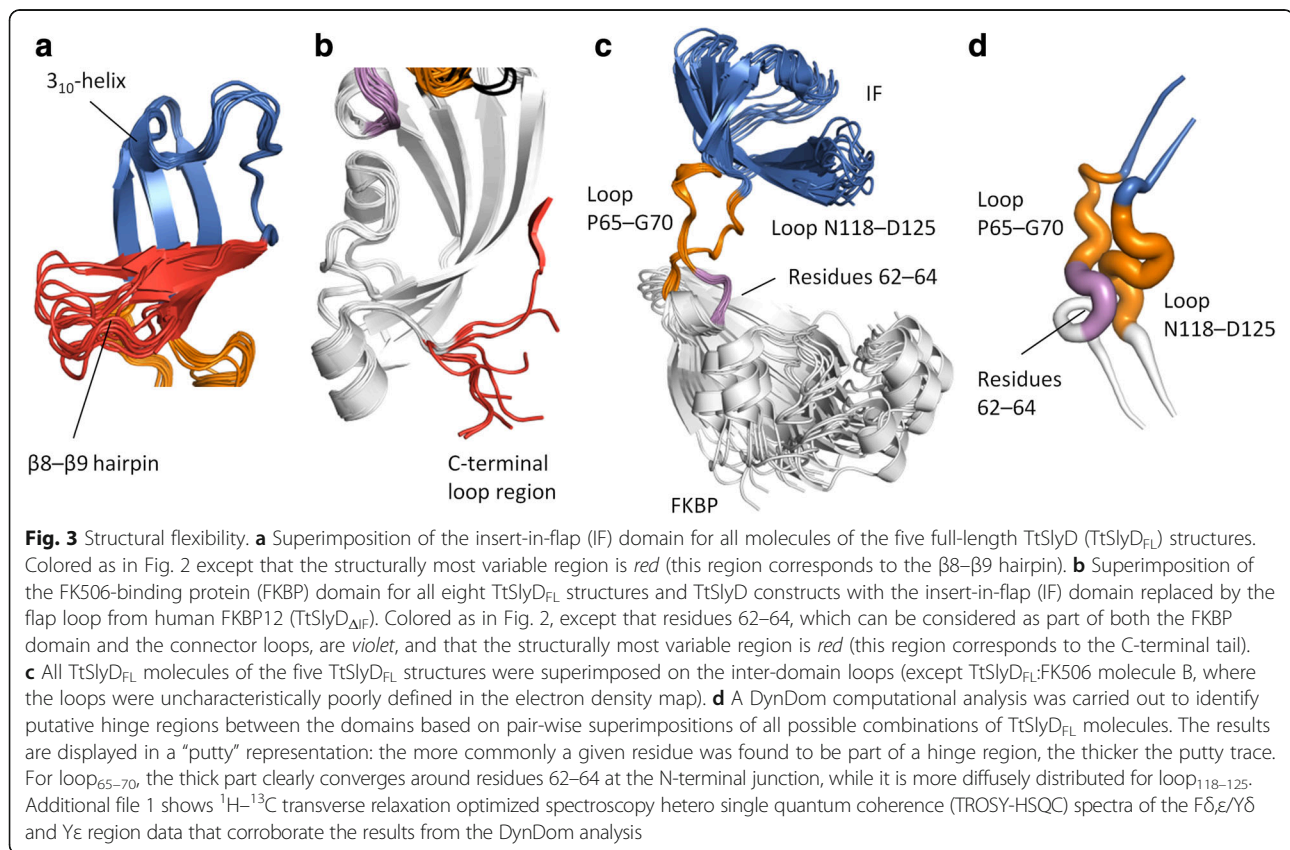 a
b
c
d
3₁₀-helix
β8–β9 hairpin
C-terminal
loop region
IF
Loop
P65–G70
Loop N118–D125
Residues 62–64
FKBP
Loop
P65–G70
Loop
N118–D125
Residues
62–64
Fig. 3 Structural flexibility. a Superimposition of the insert-in-flap (IF) domain for all molecules of the five full-length TtSlyD (TtSlyD_FL) structures.
Colored as in Fig. 2 except that the structurally most variable region is red (this region corresponds to the β8–β9 hairpin). b Superimposition of
the FK506-binding protein (FKBP) domain for all eight TtSlyD_FL structures and TtSlyD constructs with the insert-in-flap (IF) domain replaced by the
flap loop from human FKBP12 (TtSlyD_ΔIF). Colored as in Fig. 2, except that residues 62–64, which can be considered as part of both the FKBP
domain and the connector loops, are violet, and that the structurally most variable region is red (this region corresponds to the C-terminal tail).
c All TtSlyD_FL molecules of the five TtSlyD_FL structures were superimposed on the inter-domain loops (except TtSlyD_FL:FK506 molecule B, where
the loops were uncharacteristically poorly defined in the electron density map). d A DynDom computational analysis was carried out to identify
putative hinge regions between the domains based on pair-wise superimpositions of all possible combinations of TtSlyD_FL molecules. The results
are displayed in a “putty” representation: the more commonly a given residue was found to be part of a hinge region, the thicker the putty trace.
For loop₆₅₋₇₀, the thick part clearly converges around residues 62–64 at the N-terminal junction, while it is more diffusely distributed for loop₁₁₈₋₁₂₅.
Additional file 1 shows ¹H–¹³C transverse relaxation optimized spectroscopy hetero single quantum coherence (TROSY-HSQC) spectra of the Fδ,ε/Yδ
and Yε region data that corroborate the results from the DynDom analysis